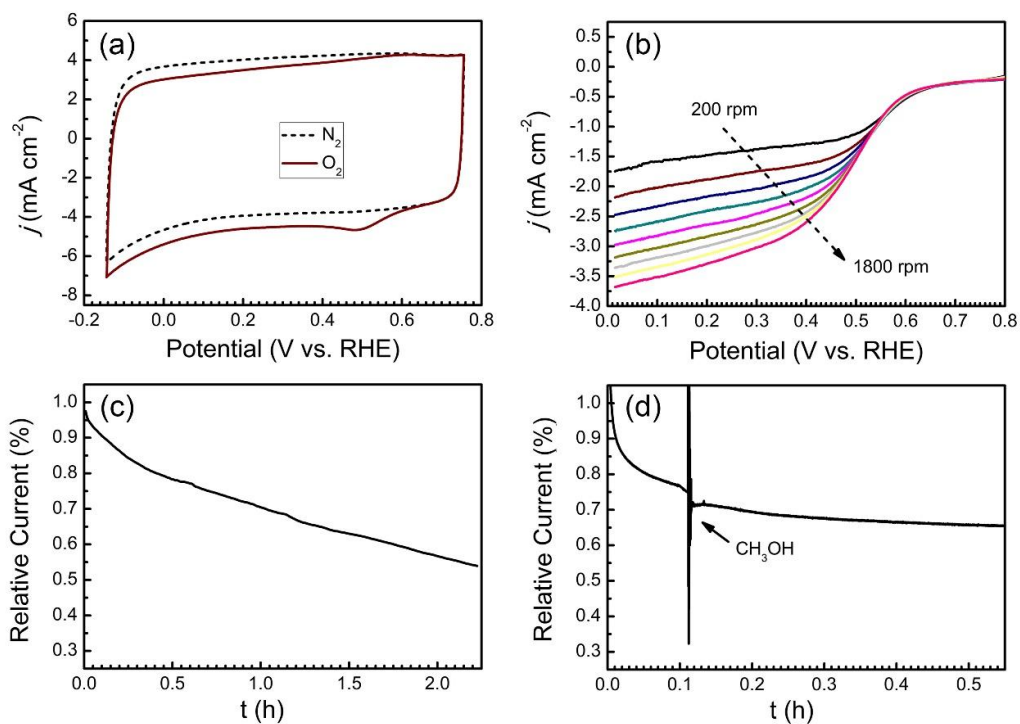 (a)
j (mA cm⁻²)
8
4
0
-4
-6
-8
N₂
O₂
-0.2 0.0 0.2 0.4 0.6 0.8
Potential (V vs. RHE)
(b)
j (mA cm⁻²)
0.0
-0.5
-1.0
-1.5
-2.0
-2.5
-3.0
-3.5
-4.0
200 rpm
1800 rpm
0.0 0.1 0.2 0.3 0.4 0.5 0.6 0.7 0.8
Potential (V vs. RHE)
(c)
Relative Current (%)
1.0
0.9
0.8
0.7
0.6
0.5
0.4
0.3
0.0 0.5 1.0 1.5 2.0
t (h)
(d)
Relative Current (%)
1.0
0.9
0.8
0.7
0.6
0.5
0.4
0.3
CH₃OH
0.0 0.1 0.2 0.3 0.4 0.5
t (h)